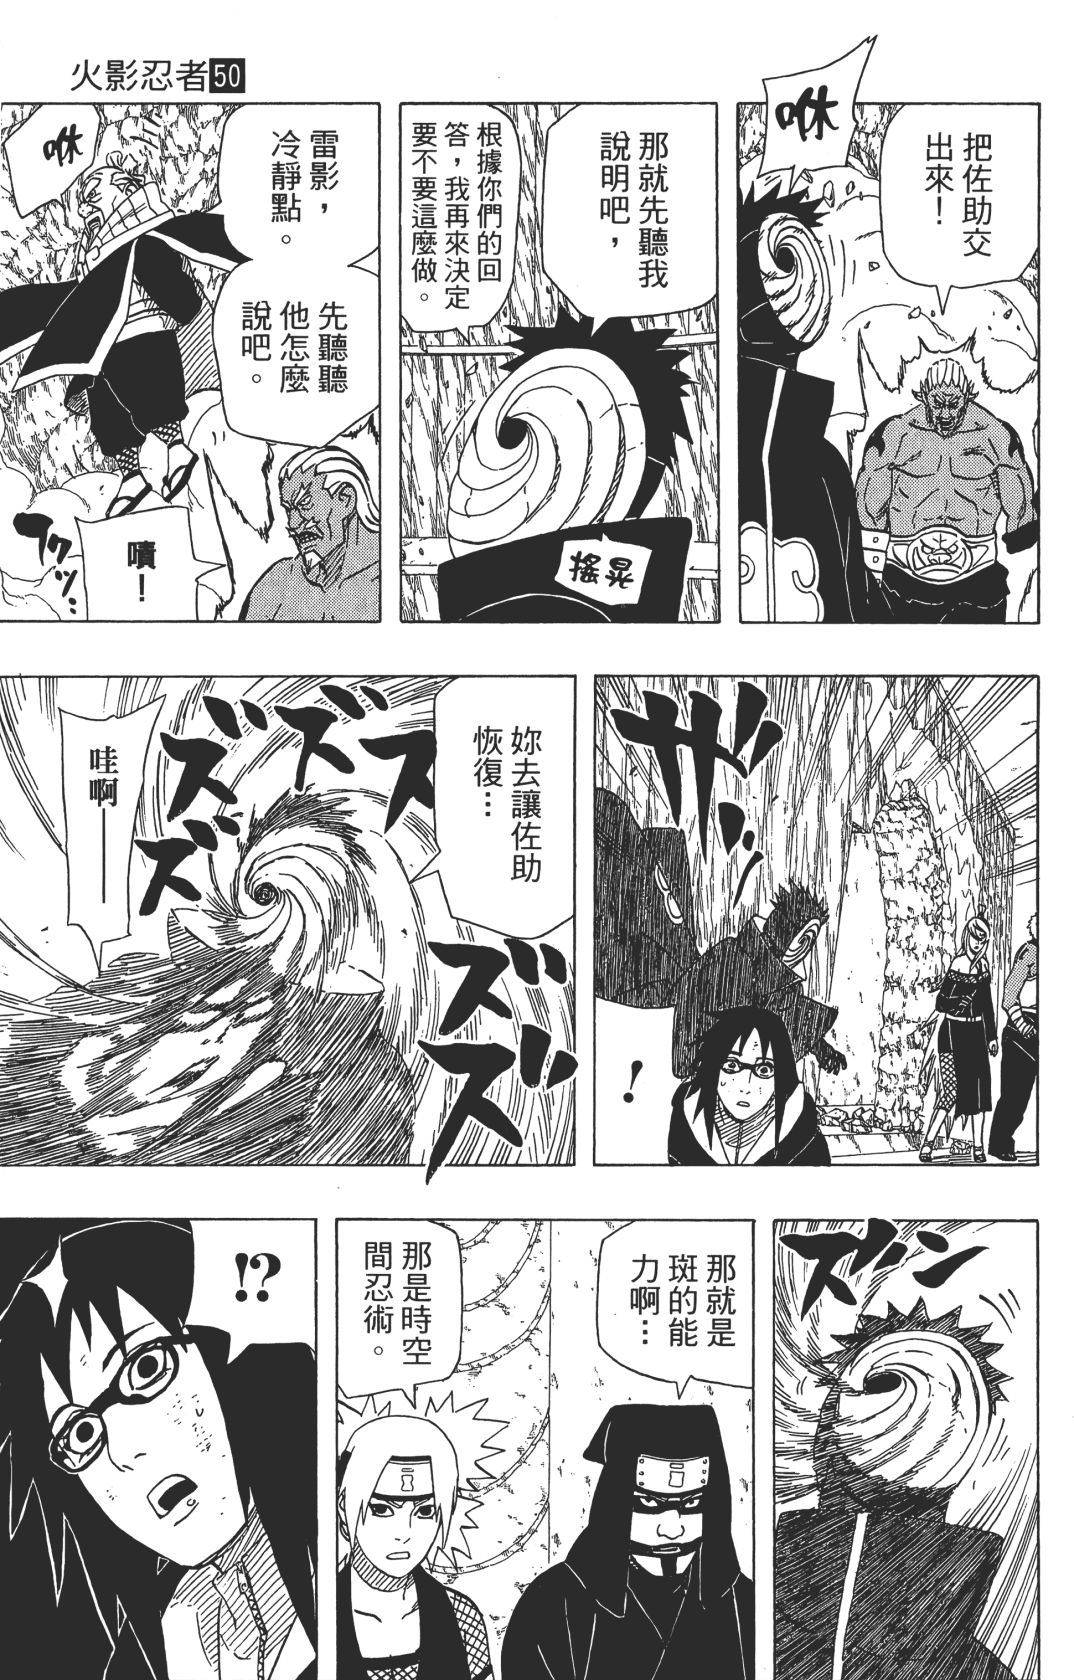 火影忍者50
咻
把佐助交
出來！
那就先聽我
說明吧，
根據你們的回
答，我再來決定
要不要這麼做。
搖晃
雷影，
冷靜點。
先聽聽
他怎麼
說吧。
咻
嘖！
フワッ
ザッ
！
妳去讓佐助
恢復…
ズズズ
ズズ
ズズ
哇啊——
ズズン
那就是
斑的能
力啊…
那是時空
間忍術。
!?